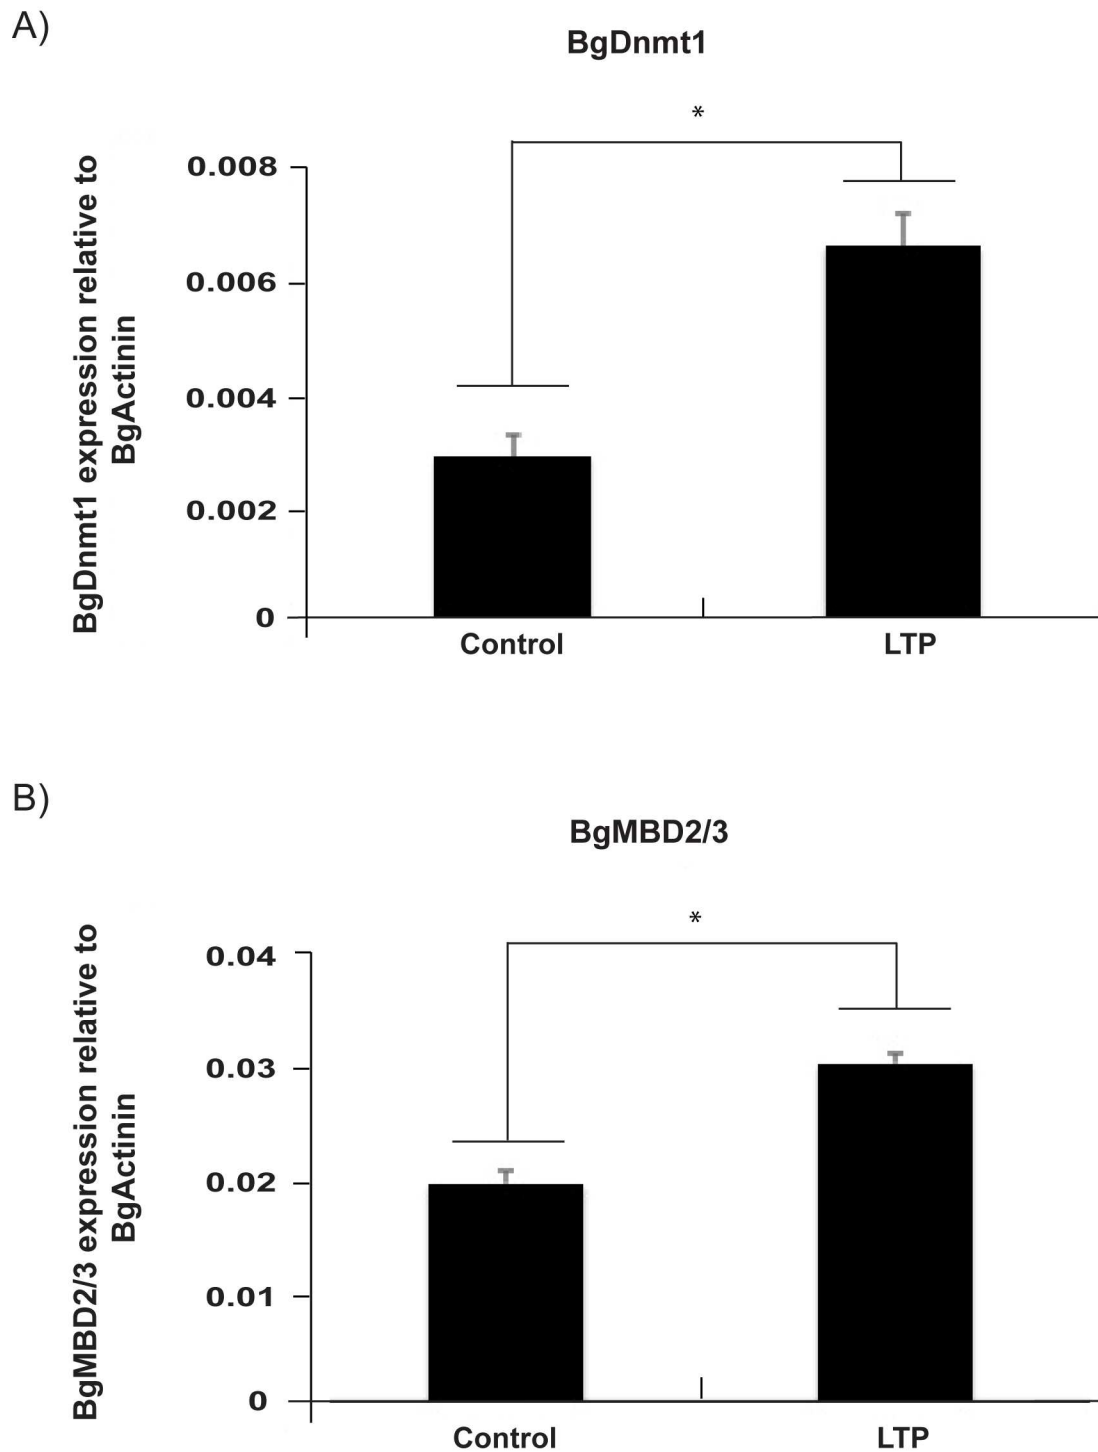 A)
BgDnmt1
*
BgDnmt1 expression relative to
BgActinin
0.008
0.006
0.004
0.002
0
Control
LTP
B)
BgMBD2/3
*
BgMBD2/3 expression relative to
BgActinin
0.04
0.03
0.02
0.01
0
Control
LTP